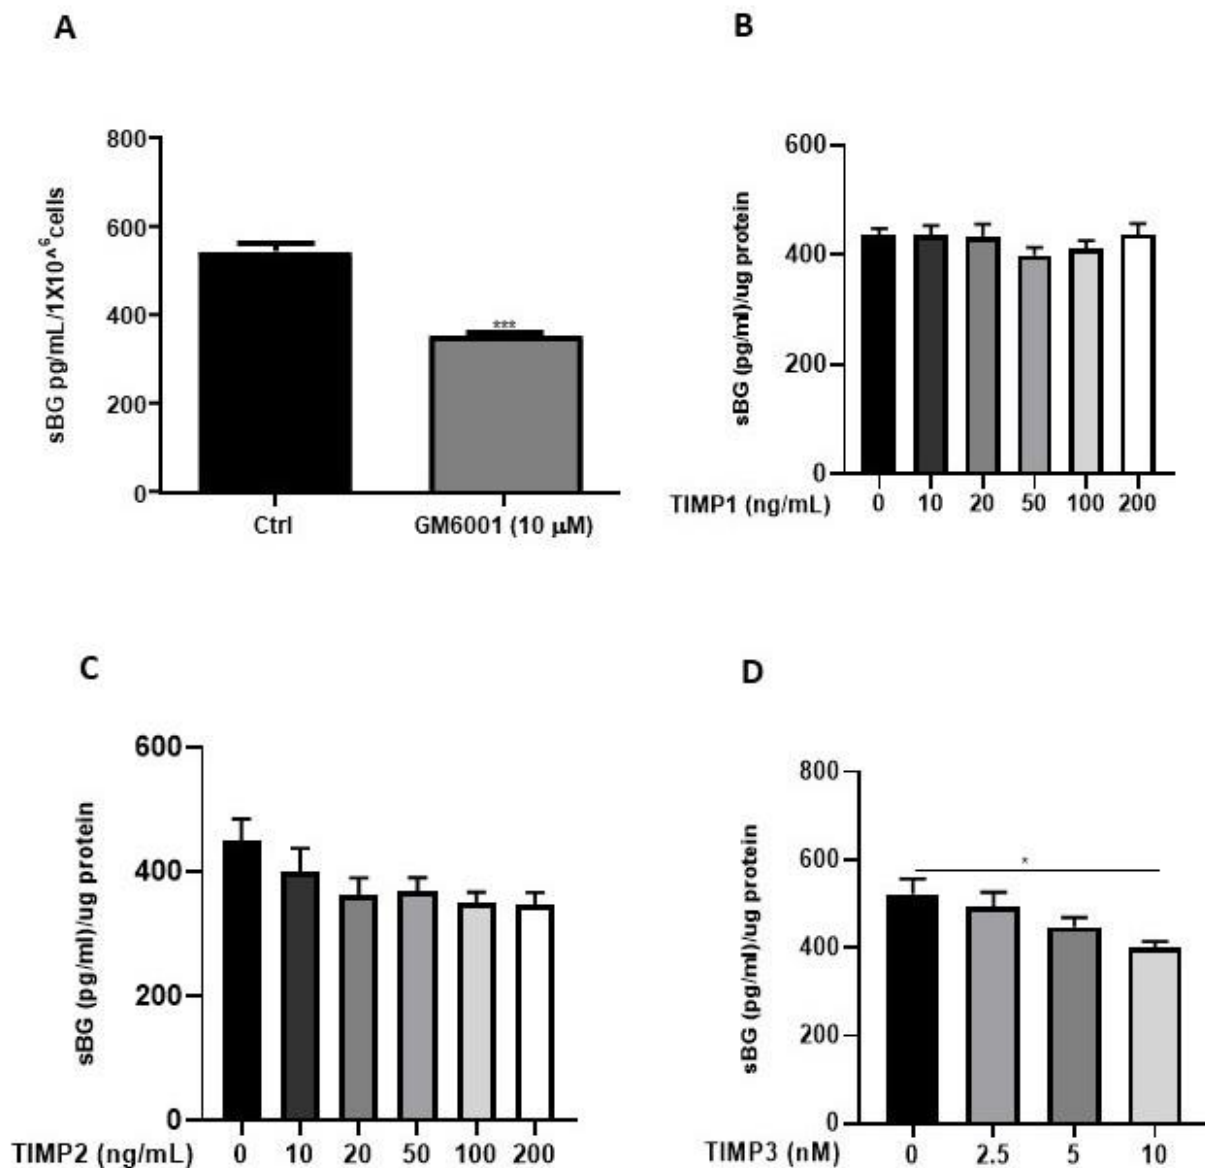 A
sBG pg/mL/1X10^6cells
800
600
400
200
0
***
Ctrl GM6001 (10 μM)
B
sBG (pg/ml)/ug protein
600
400
200
0
TIMP1 (ng/mL) 0 10 20 50 100 200
C
sBG (pg/ml)/ug protein
600
400
200
0
TIMP2 (ng/mL) 0 10 20 50 100 200
D
sBG (pg/ml)/ug protein
800
600
400
200
0
*
TIMP3 (nM) 0 2.5 5 10